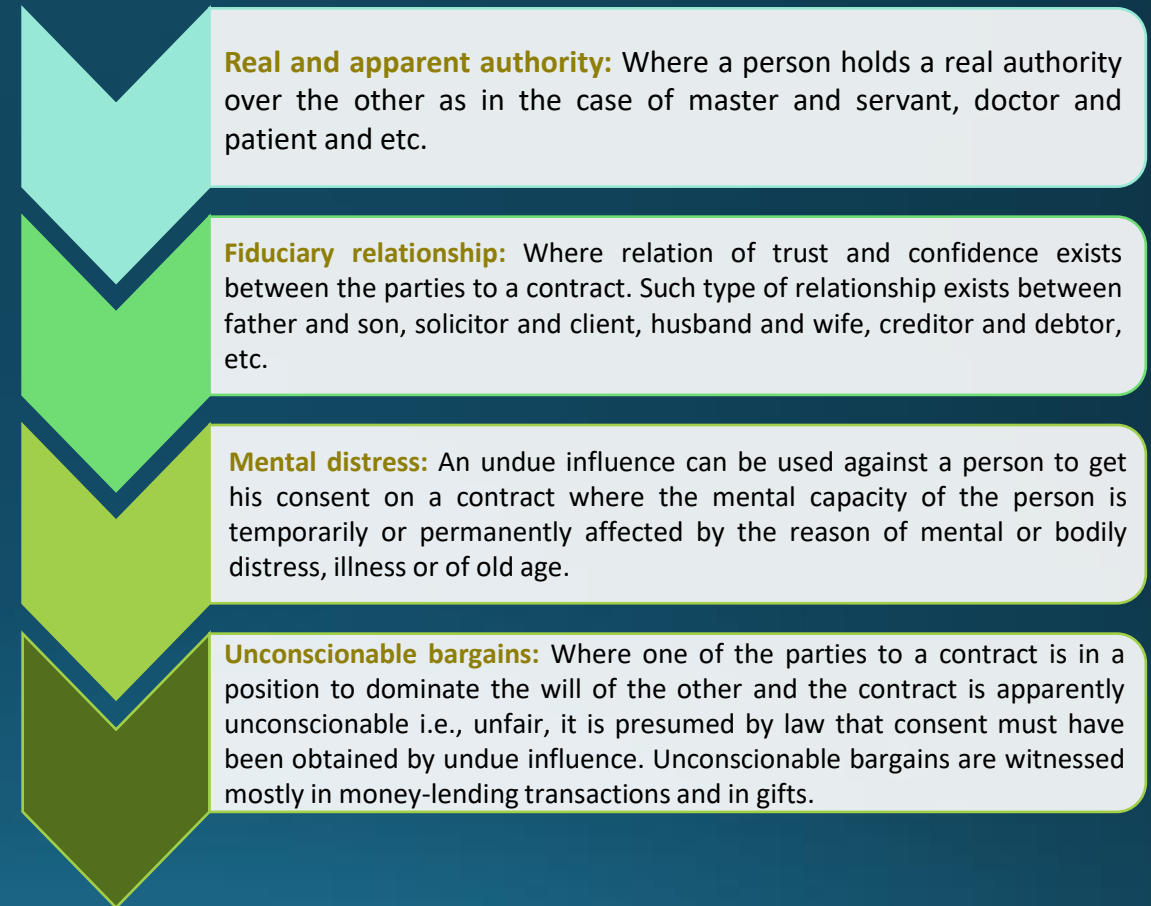 Real and apparent authority: Where a person holds a real authority
over the other as in the case of master and servant, doctor and
patient and etc.
Fiduciary relationship: Where relation of trust and confidence exists
between the parties to a contract. Such type of relationship exists between
father and son, solicitor and client, husband and wife, creditor and debtor,
etc.
Mental distress: An undue influence can be used against a person to get
his consent on a contract where the mental capacity of the person is
temporarily or permanently affected by the reason of mental or bodily
distress, illness or of old age.
Unconscionable bargains: Where one of the parties to a contract is in a
position to dominate the will of the other and the contract is apparently
unconscionable i.e., unfair, it is presumed by law that consent must have
been obtained by undue influence. Unconscionable bargains are witnessed
mostly in money-lending transactions and in gifts.